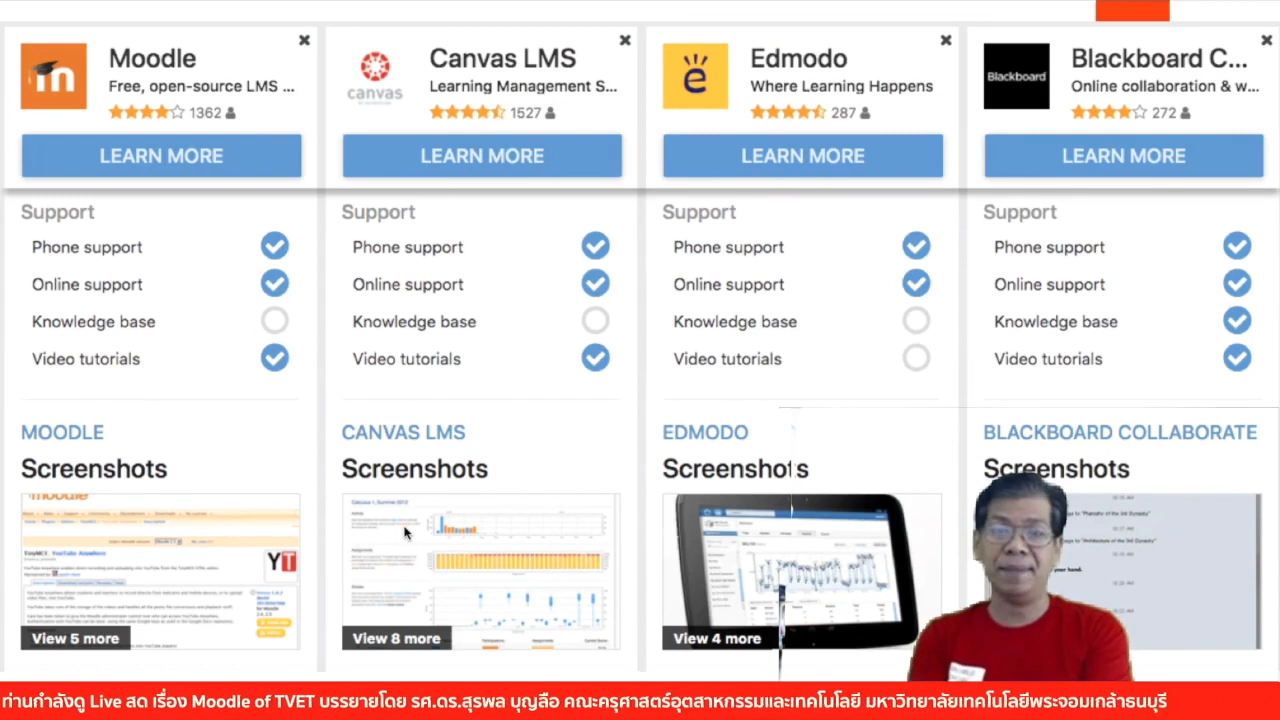 Moodle
Free, open-source LMS ...
1362
LEARN MORE
Support
Phone support
Online support
Knowledge base
Video tutorials
MOODLE
Screenshots
moodle
YT
View 5 more
canvas
Canvas LMS
Learning Management S...
1527
LEARN MORE
Support
Phone support
Online support
Knowledge base
Video tutorials
CANVAS LMS
Screenshots
View 8 more
Edmodo
Where Learning Happens
287
LEARN MORE
Support
Phone support
Online support
Knowledge base
Video tutorials
EDMODO
Screenshots
View 4 more
Blackboard
Blackboard C...
Online collaboration & w...
272
LEARN MORE
Support
Phone support
Online support
Knowledge base
Video tutorials
BLACKBOARD COLLABORATE
Screenshots
ท่านกำลังดู Live สด เรื่อง Moodle of TVET บรรยายโดย รศ.ดร.สุรพล บุญลือ คณะครุศาสตร์อุตสาหกรรมและเทคโนโลยี มหาวิทยาลัยเทคโนโลยีพระจอมเกล้าธนบุรี